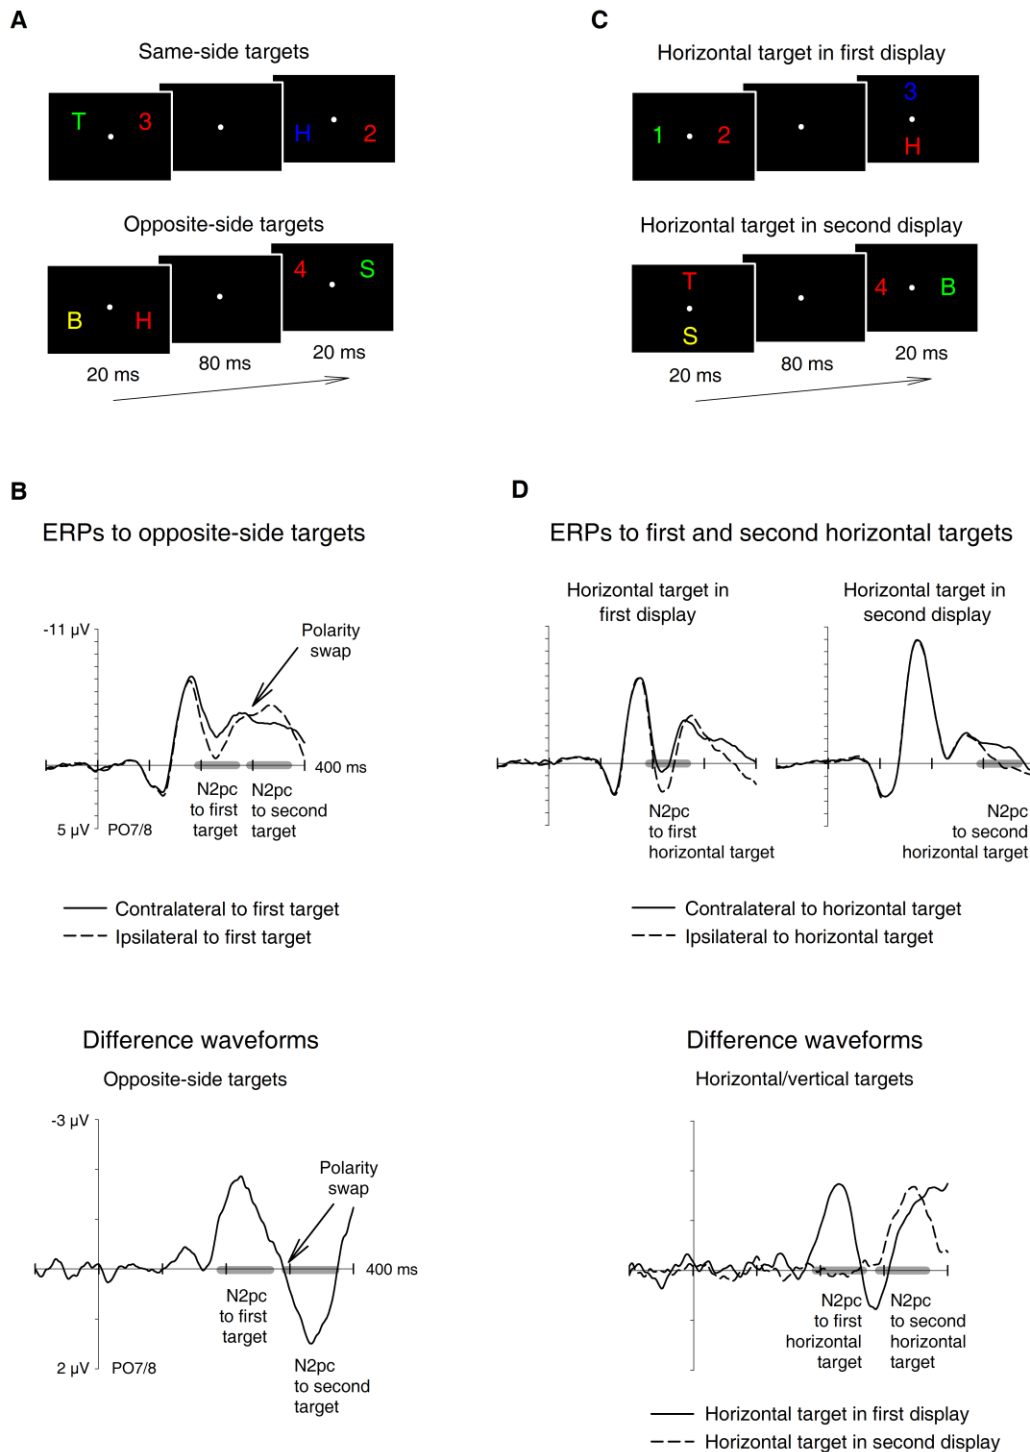 A
Same-side targets
T 3
H 2
Opposite-side targets
B H
4 S
20 ms
80 ms
20 ms
C
Horizontal target in first display
1 2
3
H
Horizontal target in second display
T
S
4 B
20 ms
80 ms
20 ms
B
ERPs to opposite-side targets
-11 µV
Polarity
swap
400 ms
N2pc
to first
target
N2pc
to second
target
5 µV
PO7/8
Contralateral to first target
Ipsilateral to first target
Difference waveforms
Opposite-side targets
-3 µV
Polarity
swap
400 ms
N2pc
to first
target
N2pc
to second
target
2 µV
PO7/8
D
ERPs to first and second horizontal targets
Horizontal target in
first display
Horizontal target in
second display
N2pc
to first
horizontal target
N2pc
to second
horizontal target
Contralateral to horizontal target
Ipsilateral to horizontal target
Difference waveforms
Horizontal/vertical targets
N2pc
to first
horizontal
target
N2pc
to second
horizontal
target
Horizontal target in first display
Horizontal target in second display